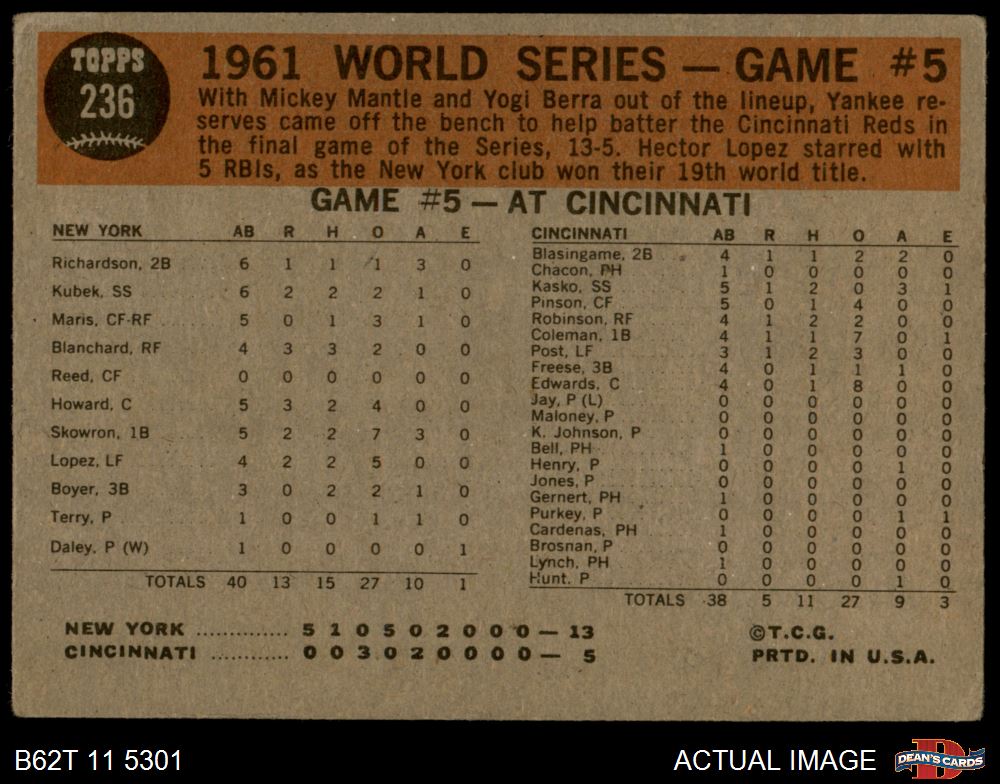 TOPPS
236
1961 WORLD SERIES — GAME #5
With Mickey Mantle and Yogi Berra out of the lineup, Yankee re-
serves came off the bench to help batter the Cincinnati Reds in
the final game of the Series, 13-5. Hector Lopez starred with
5 RBIs, as the New York club won their 19th world title.
GAME #5 — AT CINCINNATI
NEW YORK AB R H O A E
Richardson, 2B 6 1 1 1 3 0
Kubek, SS 6 2 2 2 1 0
Maris, CF-RF 5 0 1 3 1 0
Blanchard, RF 4 3 3 2 0 0
Reed, CF 0 0 0 0 0 0
Howard, C 5 3 2 4 0 0
Skowron, 1B 5 2 2 7 3 0
Lopez, LF 4 2 2 5 0 0
Boyer, 3B 3 0 2 2 1 0
Terry, P 1 0 0 1 1 0
Daley, P (W) 1 0 0 0 0 1
TOTALS 40 13 15 27 10 1
CINCINNATI AB R H O A E
Blasingame, 2B 4 1 1 2 2 0
Chacon, PH 1 0 0 0 0 0
Kasko, SS 5 1 2 0 3 1
Pinson, CF 5 0 1 4 0 0
Robinson, RF 4 1 2 2 0 0
Coleman, 1B 4 1 1 7 0 1
Post, LF 3 1 2 3 0 0
Freese, 3B 4 0 1 1 1 0
Edwards, C 4 0 1 8 0 0
Jay, P (L) 0 0 0 0 0 0
Maloney, P 0 0 0 0 0 0
K. Johnson, P 0 0 0 0 0 0
Bell, PH 1 0 0 0 0 0
Henry, P 0 0 0 0 1 0
Jones, P 0 0 0 0 0 0
Gernert, PH 1 0 0 0 0 0
Purkey, P 0 0 0 0 1 1
Cardenas, PH 1 0 0 0 0 0
Brosnan, P 0 0 0 0 0 0
Lynch, PH 1 0 0 0 0 0
Hunt, P 0 0 0 0 1 0
TOTALS 38 5 11 27 9 3
NEW YORK .............. 5 1 0 5 0 2 0 0 0 — 13
CINCINNATI ............ 0 0 3 0 2 0 0 0 0 — 5
©T.C.G.
PRTD. IN U.S.A.
B62T 11 5301
ACTUAL IMAGE
DEAN'S CARDS